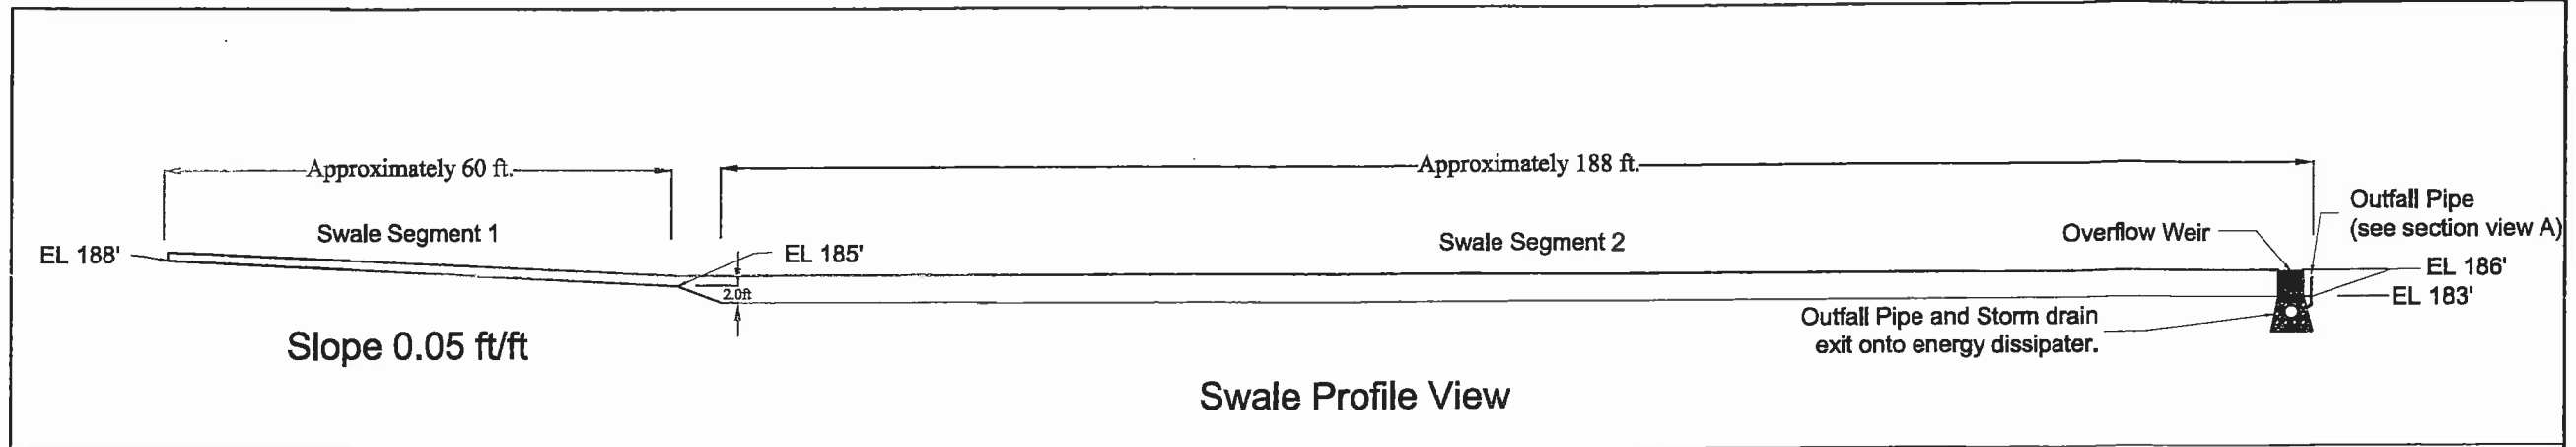 Approximately 60 ft.
Approximately 188 ft.
Outfall Pipe
(see section view A)
Swale Segment 1
Swale Segment 2
Overflow Weir
EL 188'
EL 185'
EL 186'
2.0ft
EL 183'
Outfall Pipe and Storm drain
exit onto energy dissipater.
Slope 0.05 ft/ft
Swale Profile View